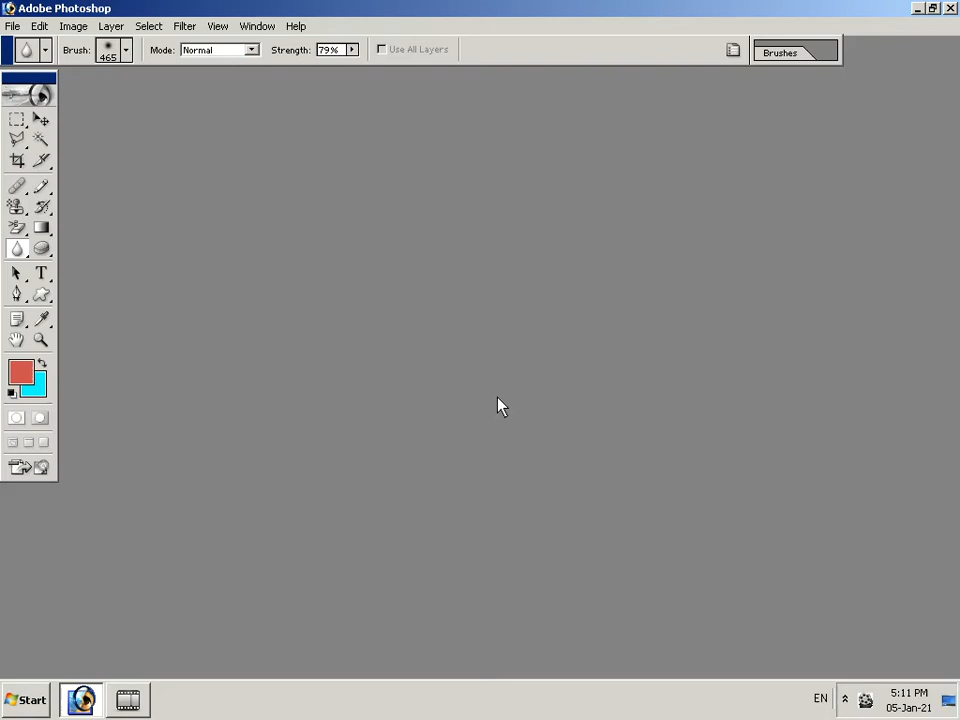 Adobe Photoshop
File Edit Image Layer Select Filter View Window Help
Brush: 465 Mode: Normal Strength: 79% Use All Layers Brushes
T
Start EN 5:11 PM
05-Jan-21